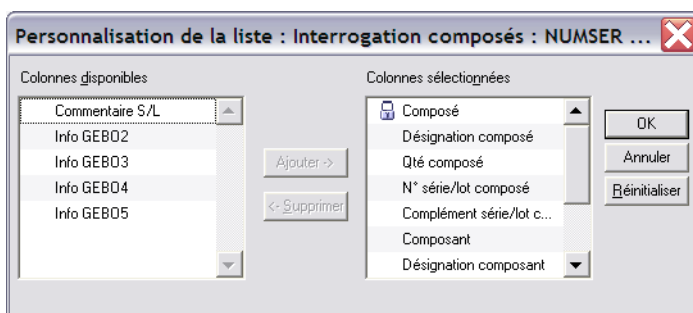 Personnalisation de la liste : Interrogation composés : NUMSER ...
Colonnes disponibles
Colonnes sélectionnées
Commentaire S/L
Info GEBO2
Info GEBO3
Info GEBO4
Info GEBO5
Ajouter ->
<- Supprimer
Composé
Désignation composé
Qté composé
N° série/lot composé
Complément série/lot c...
Composant
Désignation composant
OK
Annuler
Réinitialiser